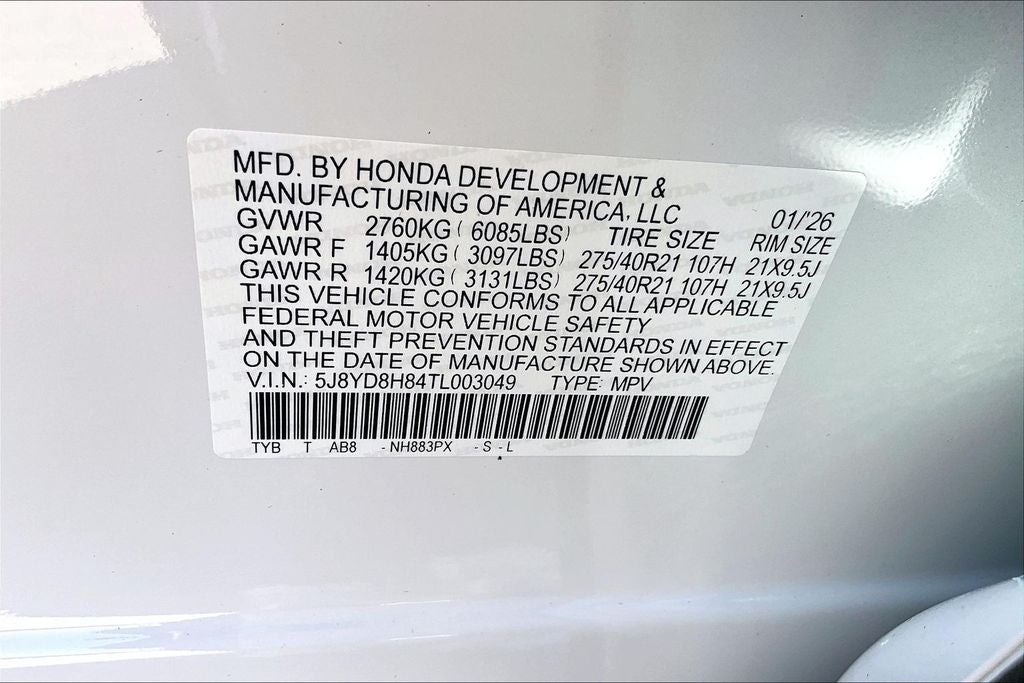 MFD. BY HONDA DEVELOPMENT &
MANUFACTURING OF AMERICA, LLC 01/'26
GVWR 2760KG ( 6085LBS) TIRE SIZE RIM SIZE
GAWR F 1405KG ( 3097LBS) 275/40R21 107H 21X9.5J
GAWR R 1420KG ( 3131LBS) 275/40R21 107H 21X9.5J
THIS VEHICLE CONFORMS TO ALL APPLICABLE
FEDERAL MOTOR VEHICLE SAFETY
AND THEFT PREVENTION STANDARDS IN EFFECT
ON THE DATE OF MANUFACTURE SHOWN ABOVE.
V.I.N.: 5J8YD8H84TL003049 TYPE: MPV
TYB T AB8 -NH883PX -S -L